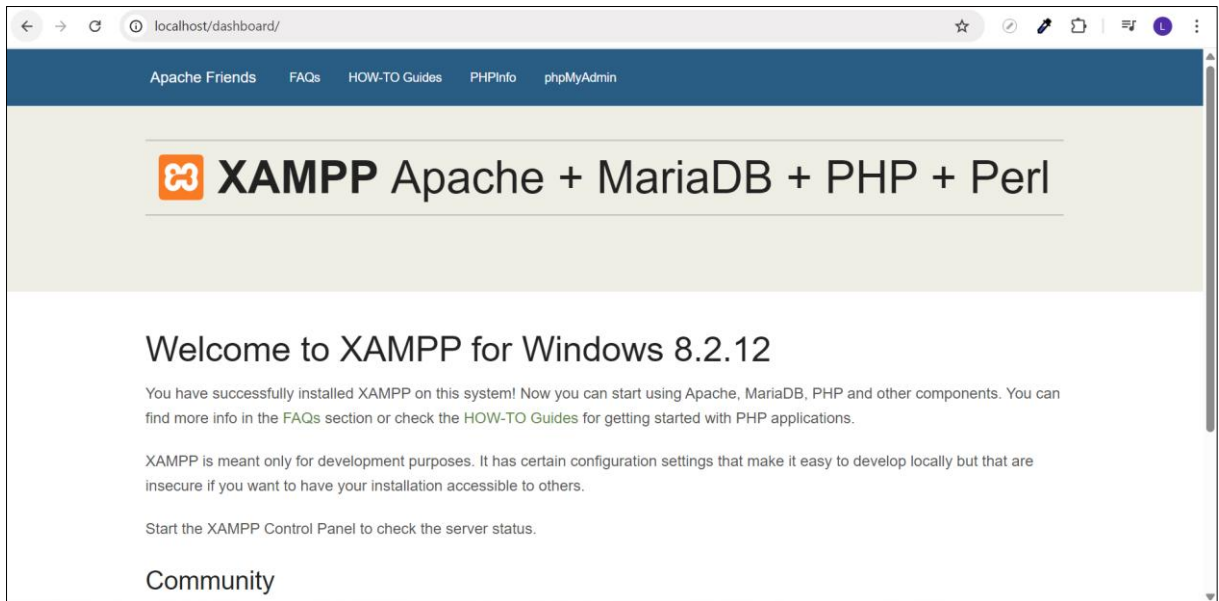 localhost/dashboard/
L
Apache Friends FAQs HOW-TO Guides PHPInfo phpMyAdmin
XAMPP Apache + MariaDB + PHP + Perl
Welcome to XAMPP for Windows 8.2.12
You have successfully installed XAMPP on this system! Now you can start using Apache, MariaDB, PHP and other components. You can
find more info in the FAQs section or check the HOW-TO Guides for getting started with PHP applications.
XAMPP is meant only for development purposes. It has certain configuration settings that make it easy to develop locally but that are
insecure if you want to have your installation accessible to others.
Start the XAMPP Control Panel to check the server status.
Community